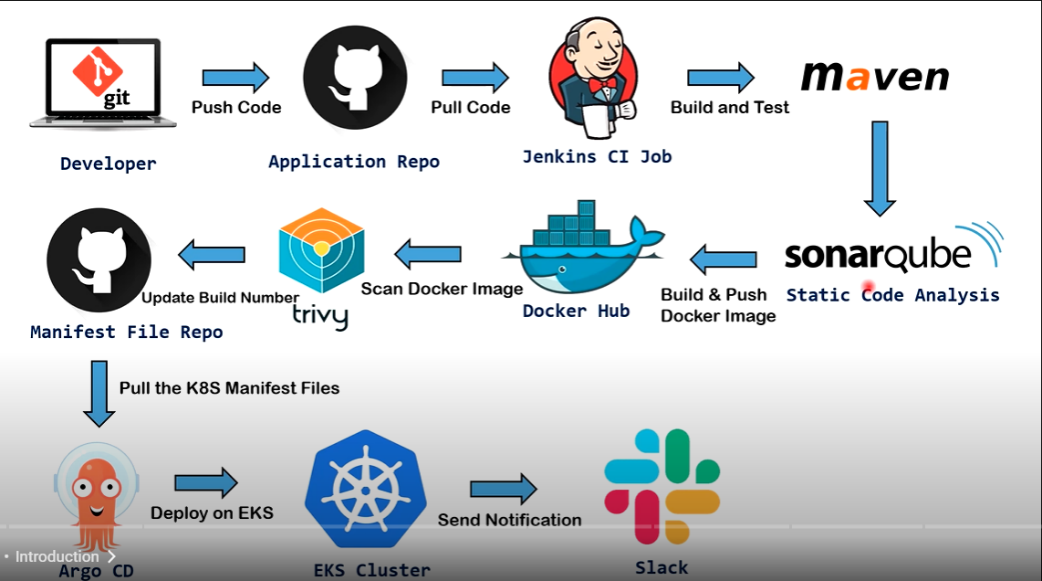 git
Push Code
Pull Code
Build and Test
maven
Developer
Application Repo
Jenkins CI Job
Update Build Number
trivy
Scan Docker Image
Docker Hub
Build & Push
Docker Image
sonarqube
Static Code Analysis
Manifest File Repo
Pull the K8S Manifest Files
Deploy on EKS
Send Notification
• Introduction >
Argo CD
EKS Cluster
Slack